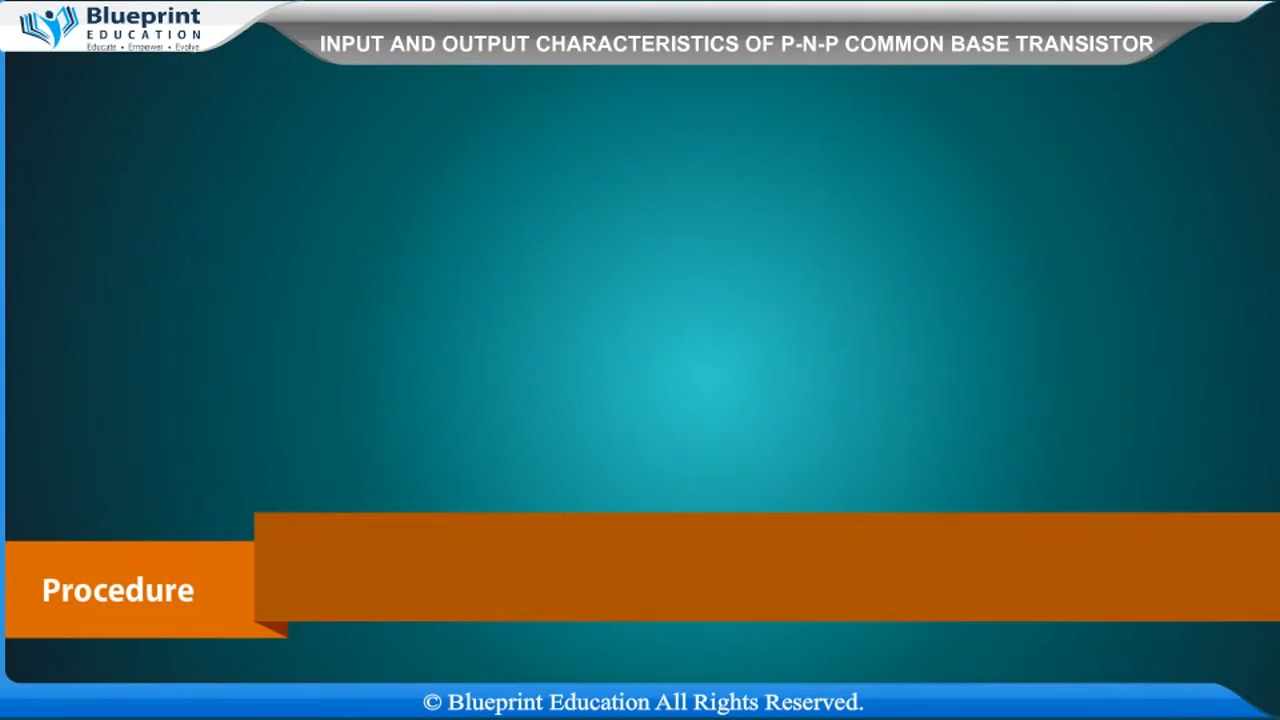 Blueprint
EDUCATION
Educate • Empower • Evolve
INPUT AND OUTPUT CHARACTERISTICS OF P-N-P COMMON BASE TRANSISTOR
Procedure
© Blueprint Education All Rights Reserved.